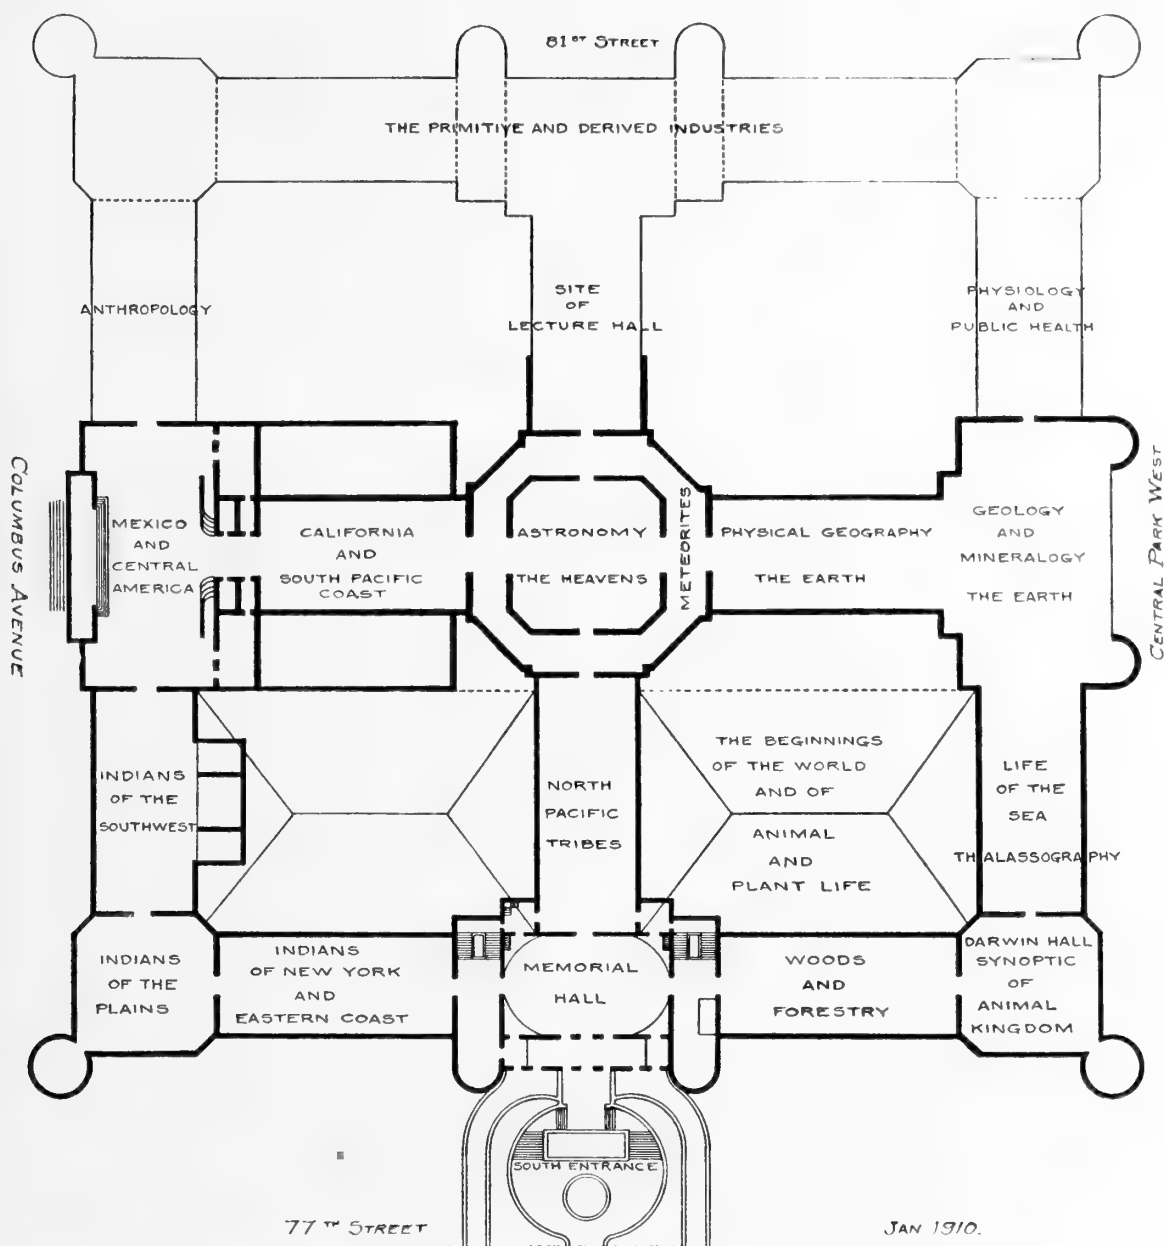 81ST STREET
THE PRIMITIVE AND DERIVED INDUSTRIES
ANTHROPOLOGY
SITE
OF
LECTURE HALL
PHYSIOLOGY
AND
PUBLIC HEALTH
COLUMBUS AVENUE
MEXICO
AND
CENTRAL
AMERICA
CALIFORNIA
AND
SOUTH PACIFIC
COAST
ASTRONOMY
THE HEAVENS
METEORITES
PHYSICAL GEOGRAPHY
THE EARTH
GEOLOGY
AND
MINERALOGY
THE EARTH
CENTRAL PARK WEST
INDIANS
OF THE
SOUTHWEST
NORTH
PACIFIC
TRIBES
THE BEGINNINGS
OF THE WORLD
AND OF
ANIMAL
AND
PLANT LIFE
LIFE
OF THE
SEA
THALASSOGRAPHY
INDIANS
OF THE
PLAINS
INDIANS
OF NEW YORK
AND
EASTERN COAST
MEMORIAL
HALL
WOODS
AND
FORESTRY
DARWIN HALL
SYNOPTIC
OF
ANIMAL
KINGDOM
SOUTH ENTRANCE
77TH STREET
JAN 1910.